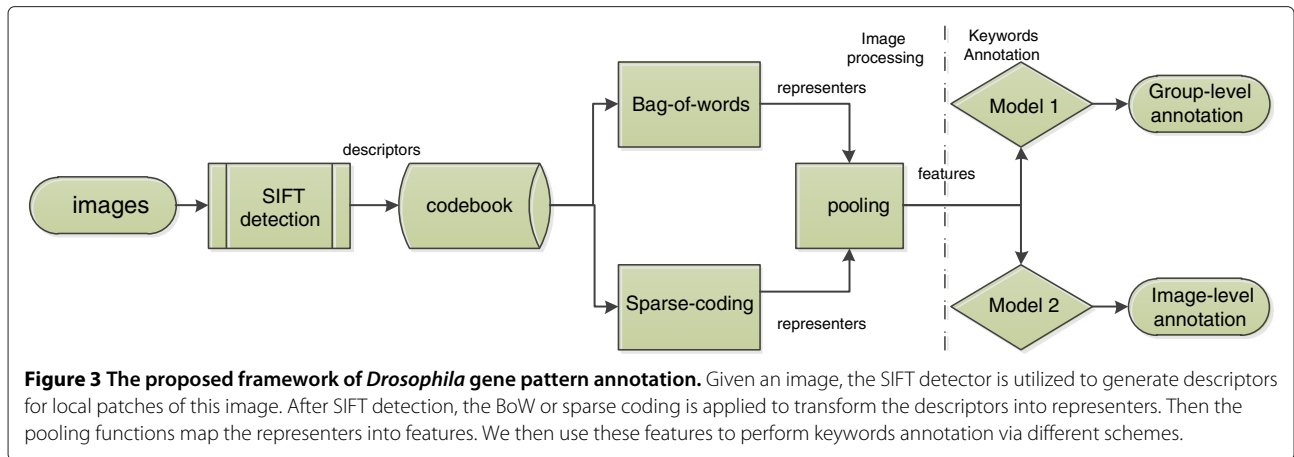 Image
processing
Keywords
Annotation
images
SIFT
detection
descriptors
codebook
Bag-of-words
representers
Sparse-coding
representers
pooling
features
Model 1
Group-level
annotation
Model 2
Image-level
annotation
Figure 3 The proposed framework of Drosophila gene pattern annotation. Given an image, the SIFT detector is utilized to generate descriptors
for local patches of this image. After SIFT detection, the BoW or sparse coding is applied to transform the descriptors into representers. Then the
pooling functions map the representers into features. We then use these features to perform keywords annotation via different schemes.